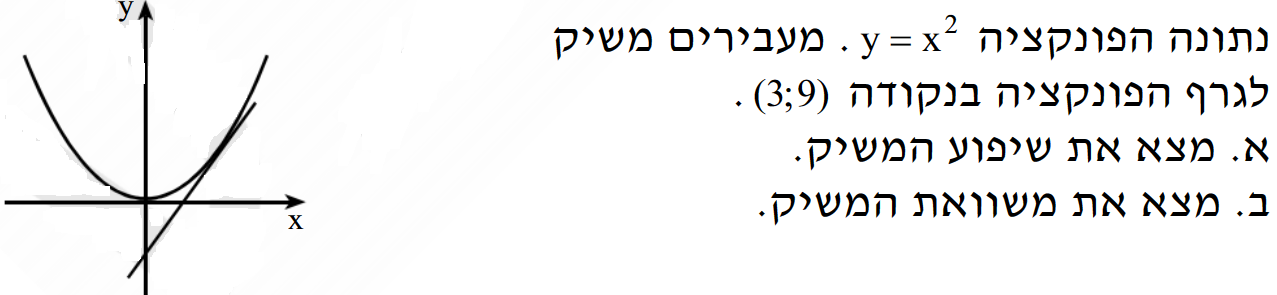 נתונה הפונקציה y = x² . מעבירים משיק
לגרף הפונקציה בנקודה (3;9) .
א. מצא את שיפוע המשיק.
ב. מצא את משוואת המשיק.
y
x